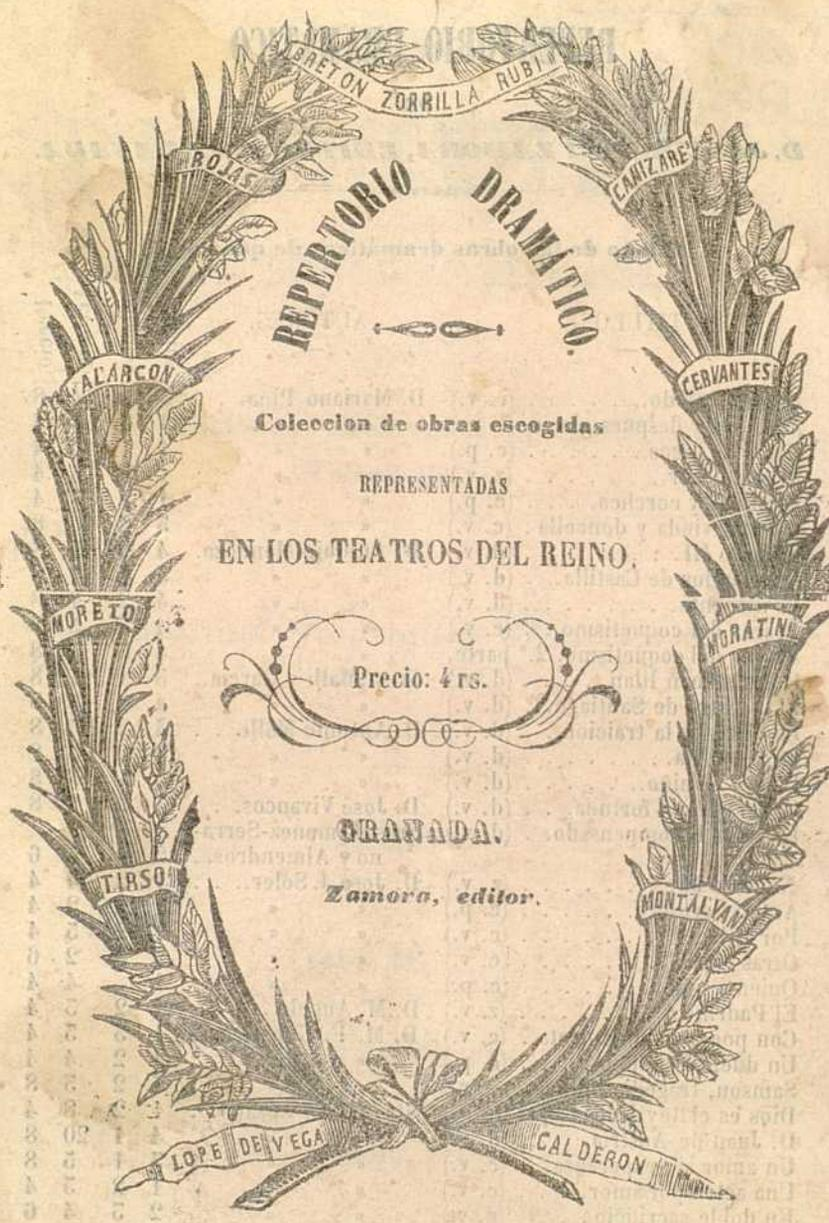 BRETON ZORRILLA RUBI
ROJAS
CAÑIZARES
REPERTORIO DRAMÁTICO.
ALARCON
CERVANTES
Coleccion de obras escogidas
REPRESENTADAS
EN LOS TEATROS DEL REINO.
MORETO
MORATIN
Precio: 4 rs.
GRANADA.
TIRSO
Zamora, editor.
MONTALVAN
LOPE DE VEGA
CALDERON